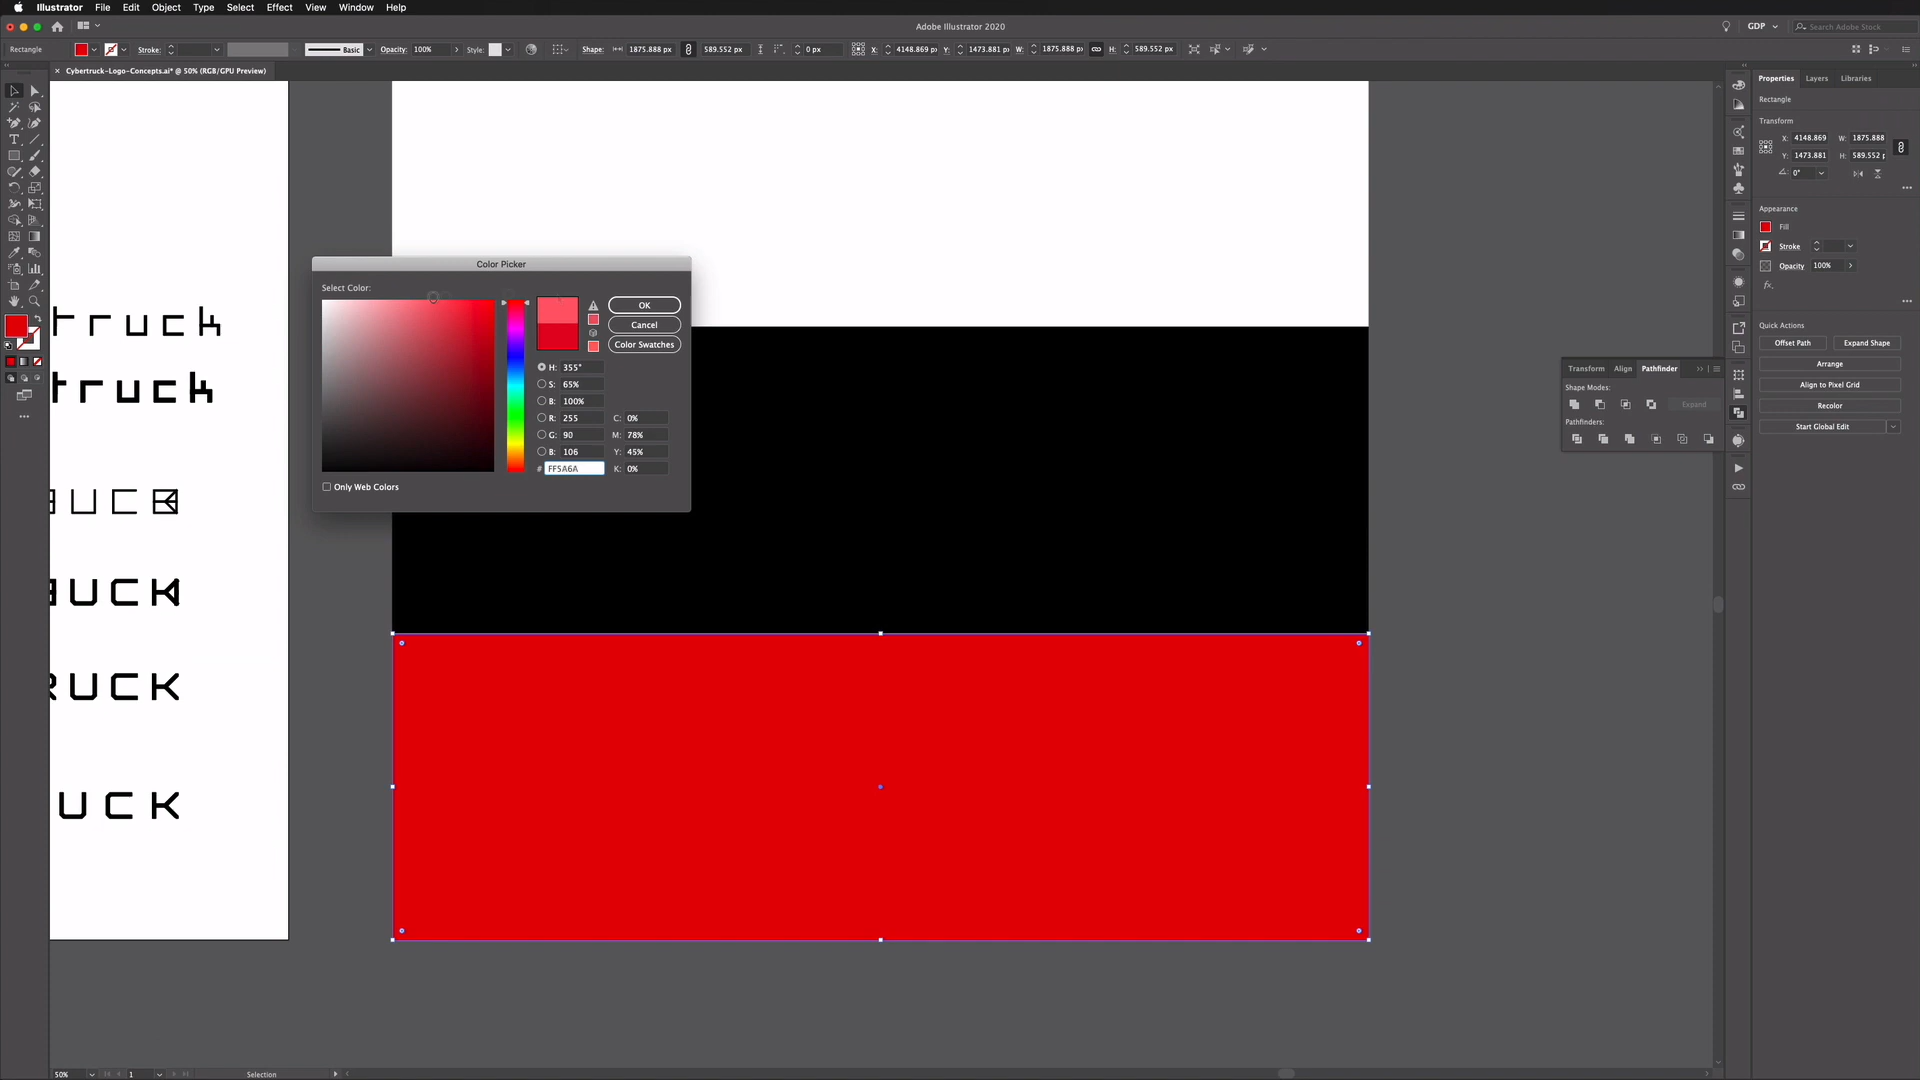 Illustrator File Edit Object Type Select Effect View Window Help
Adobe Illustrator 2020
GDP
Search Adobe Stock
Rectangle
Stroke:
Basic
Opacity: 100%
Style:
Shape: 1875.888 px 589.552 px 0 px
X: 4148.869 px Y: 1473.881 px W: 1875.888 px H: 589.552 px
× Cybertruck-Logo-Concepts.ai* @ 50% (RGB/GPU Preview)
truck
truck
UCK
UCK
RUCK
UCK
Color Picker
Select Color:
OK
Cancel
Color Swatches
H: 355°
S: 65%
B: 100%
R: 255 C: 0%
G: 90 M: 78%
B: 106 Y: 45%
# FF5A6A K: 0%
Only Web Colors
Transform Align Pathfinder
Shape Modes:
Expand
Pathfinders:
Properties Layers Libraries
Rectangle
Transform
X: 4148.869 W: 1875.888
Y: 1473.881 H: 589.552
0°
Appearance
Fill
Stroke
Opacity 100%
fx.
Quick Actions
Offset Path Expand Shape
Arrange
Align to Pixel Grid
Recolor
Start Global Edit
50% 1 Selection